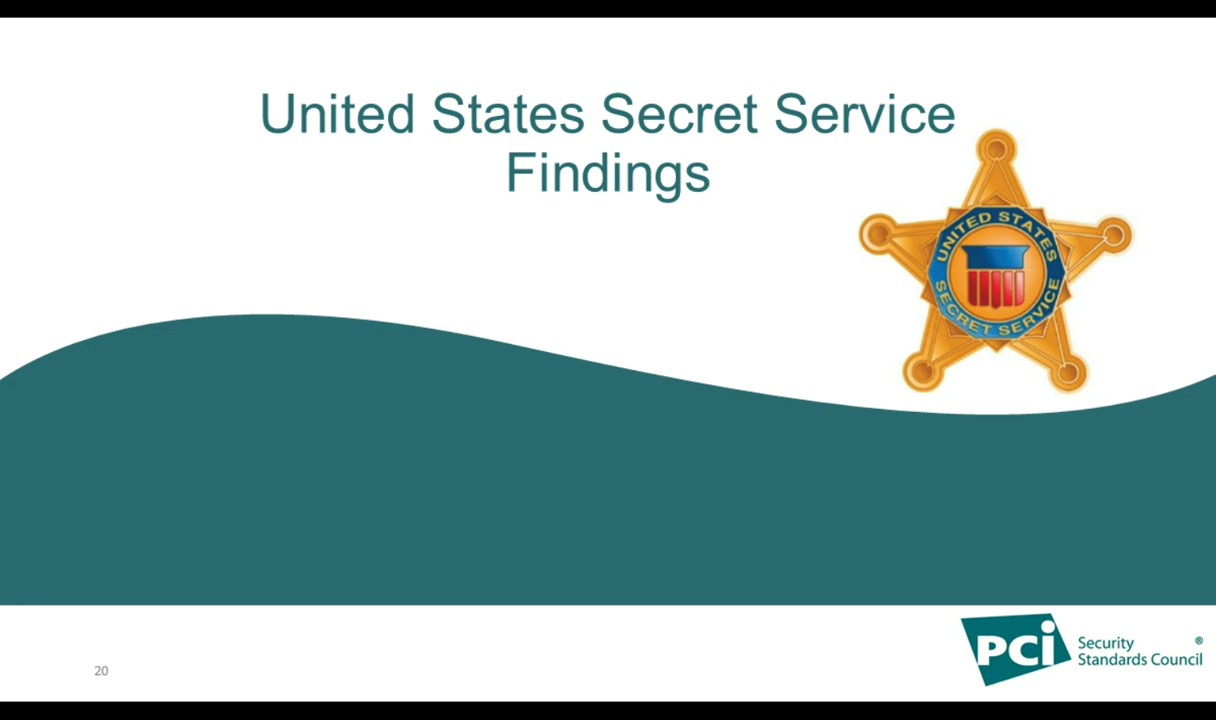 United States Secret Service
Findings
UNITED STATES
SECRET SERVICE
20
PCi Security
Standards Council ®